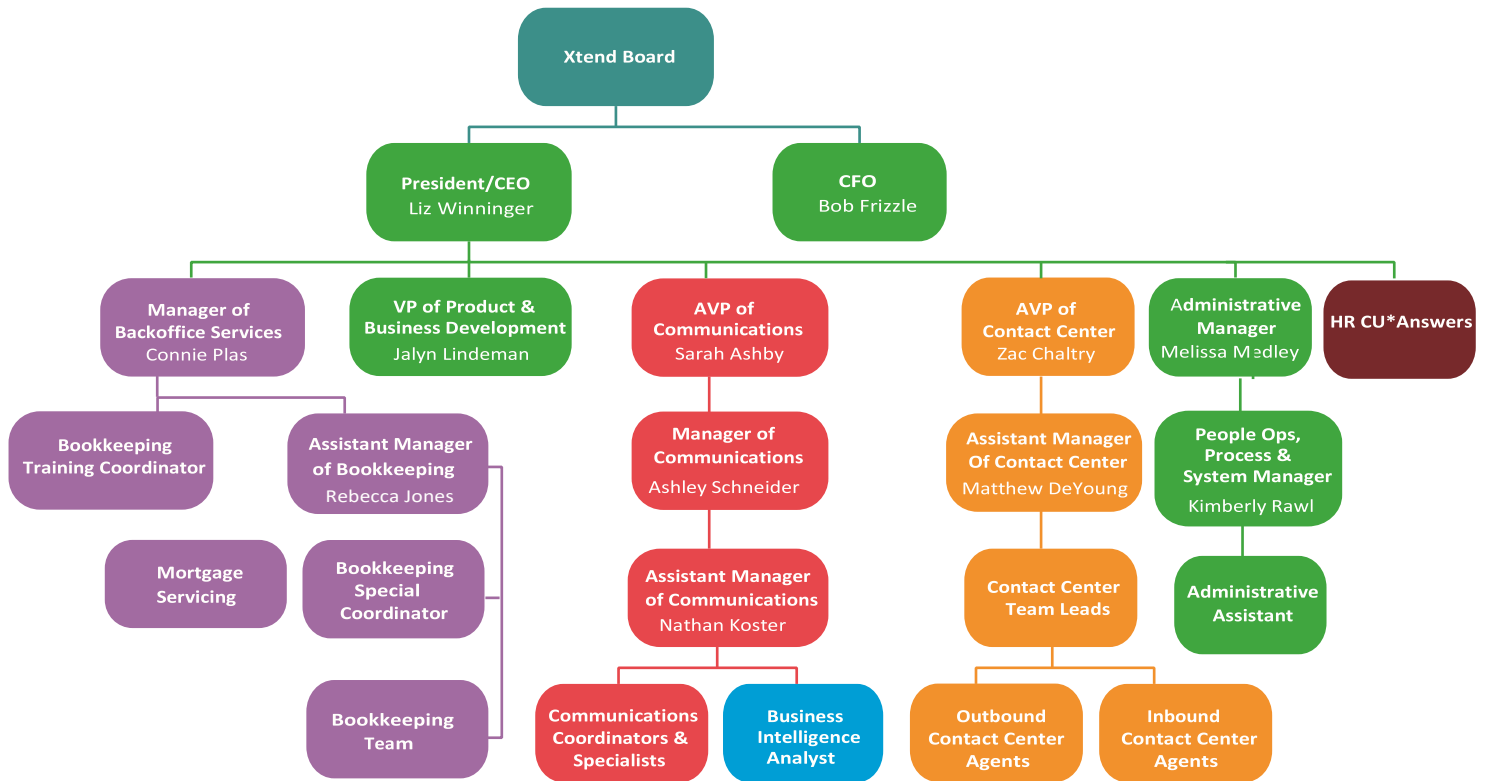 Xtend Board
President/CEO
Liz Winninger
CFO
Bob Frizzle
Manager of
Backoffice Services
Connie Plas
VP of Product &
Business Development
Jalyn Lindeman
AVP of
Communications
Sarah Ashby
AVP of
Contact Center
Zac Chaltry
Administrative
Manager
Melissa Medley
HR CU*Answers
Bookkeeping
Training Coordinator
Assistant Manager
of Bookkeeping
Rebecca Jones
Manager of
Communications
Ashley Schneider
Assistant Manager
Of Contact Center
Matthew DeYoung
People Ops,
Process &
System Manager
Kimberly Rawl
Mortgage
Servicing
Bookkeeping
Special
Coordinator
Assistant Manager
of Communications
Nathan Koster
Contact Center
Team Leads
Administrative
Assistant
Bookkeeping
Team
Communications
Coordinators &
Specialists
Business
Intelligence
Analyst
Outbound
Contact Center
Agents
Inbound
Contact Center
Agents